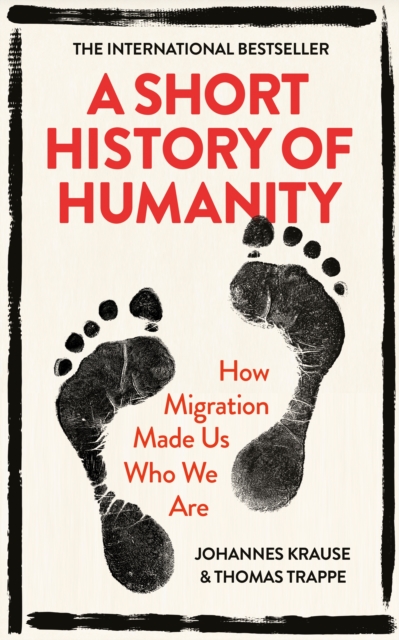 THE INTERNATIONAL BESTSELLER
A SHORT
HISTORY OF
HUMANITY
How
Migration
Made Us
Who We
Are
JOHANNES KRAUSE
& THOMAS TRAPPE